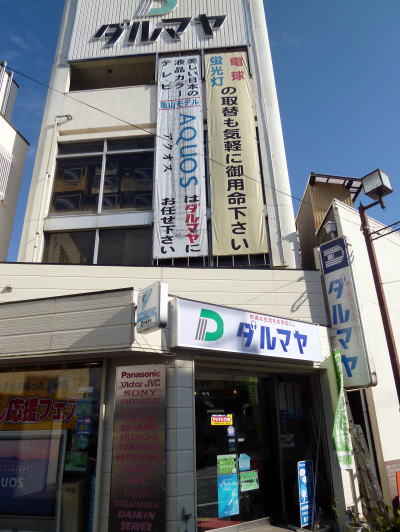 ダルマヤ
美しい日本の
液晶カラー
テレビ
亀山モデル
AQUOS
アクオス
はダルマヤに
お任せ下さい
電球
蛍光灯
の取替も気軽に御用命下さい
ダルマヤ
ダルマヤ
応援フェア
QUOS
Panasonic
Victor JVC
SONY
PIONEER
SHARP
HITACHI
NEC
COLUMBIA
DAIKIN
BEAVER